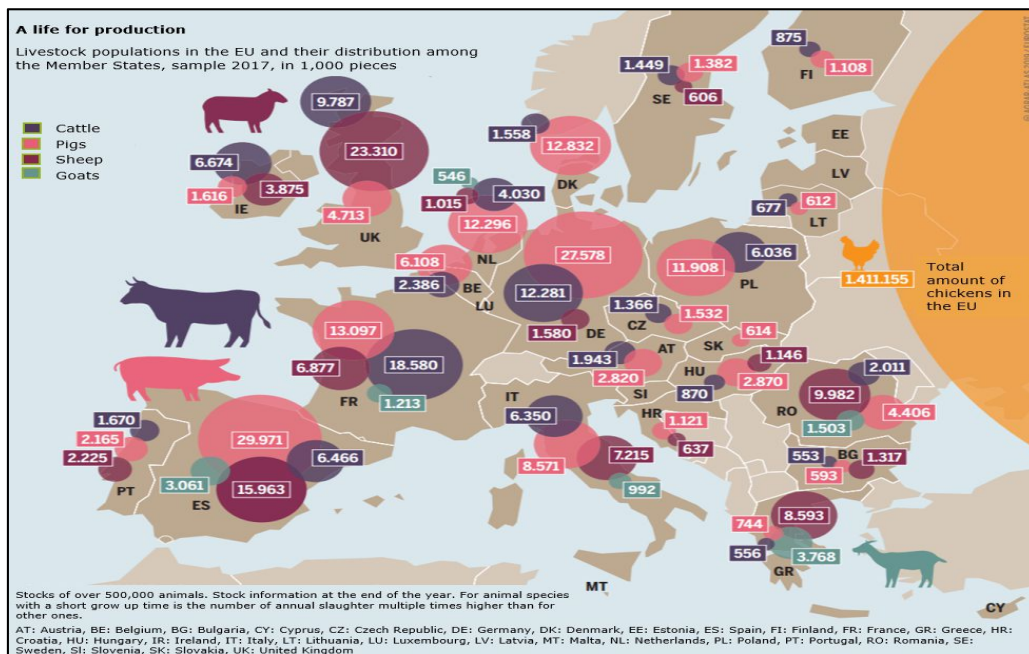 A life for production
Livestock populations in the EU and their distribution among
the Member States, sample 2017, in 1,000 pieces
Cattle
Pigs
Sheep
Goats
875
1.108
FI
1.449
1.382
606
SE
9.787
23.310
4.713
UK
6.674
1.616
3.875
IE
1.558
12.832
DK
EE
LV
677
612
LT
546
1.015
4.030
12.296
NL
6.108
2.386
BE
LU
27.578
12.281
1.580
DE
11.908
6.036
PL
1.411.155
Total
amount of
chickens in
the EU
1.366
1.532
CZ
614
SK
1.943
2.820
AT
SI
1.146
2.870
870
HU
13.097
18.580
6.877
1.213
FR
2.011
9.982
4.406
1.503
RO
IT
6.350
8.571
7.215
992
HR
1.121
637
553
593
1.317
BG
1.670
2.165
2.225
PT
29.971
6.466
3.061
15.963
ES
8.593
744
556
3.768
GR
MT
CY
Stocks of over 500,000 animals. Stock information at the end of the year. For animal species
with a short grow up time is the number of annual slaughter multiple times higher than for
other ones.
AT: Austria, BE: Belgium, BG: Bulgaria, CY: Cyprus, CZ: Czech Republic, DE: Germany, DK: Denmark, EE: Estonia, ES: Spain, FI: Finland, FR: France, GR: Greece, HR:
Croatia, HU: Hungary, IR: Ireland, IT: Italy, LT: Lithuania, LU: Luxembourg, LV: Latvia, MT: Malta, NL: Netherlands, PL: Poland, PT: Portugal, RO: Romania, SE:
Sweden, SI: Slovenia, SK: Slovakia, UK: United Kingdom